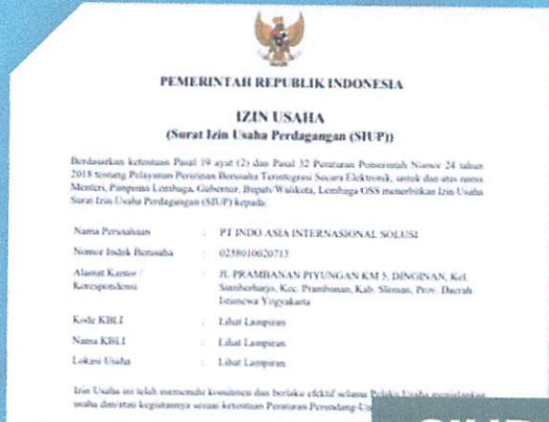 PEMERINTAH REPUBLIK INDONESIA
IZIN USAHA
(Surat Izin Usaha Perdagangan (SIUP))
Berdasarkan ketentuan Pasal 19 ayat (2) dan Pasal 32 Peraturan Pemerintah Nomor 24 tahun
2018 tentang Pelayanan Perizinan Berusaha Terintegrasi Secara Elektronik, untuk dan atas nama
Menteri, Pimpinan Lembaga, Gubernur, Bupati/Walikota, Lembaga OSS menerbitkan Izin Usaha
Surat Izin Usaha Perdagangan (SIUP) kepada:
Nama Perusahaan : PT INDO ASIA INTERNASIONAL SOLUSI
Nomor Induk Berusaha : 0258010020713
Alamat Kantor / : JL PRAMBANAN PIYUNGAN KM 5, DINGINAN, Kel.
Korespondensi Sumberharjo, Kec. Prambanan, Kab. Sleman, Prov. Daerah
Istimewa Yogyakarta
Kode KBLI : Lihat Lampiran
Nama KBLI : Lihat Lampiran
Lokasi Usaha : Lihat Lampiran
Izin Usaha ini telah memenuhi komitmen dan berlaku efektif selama Pelaku Usaha menjalankan
usaha dan/atau kegiatannya sesuai ketentuan Peraturan Perundang-Un